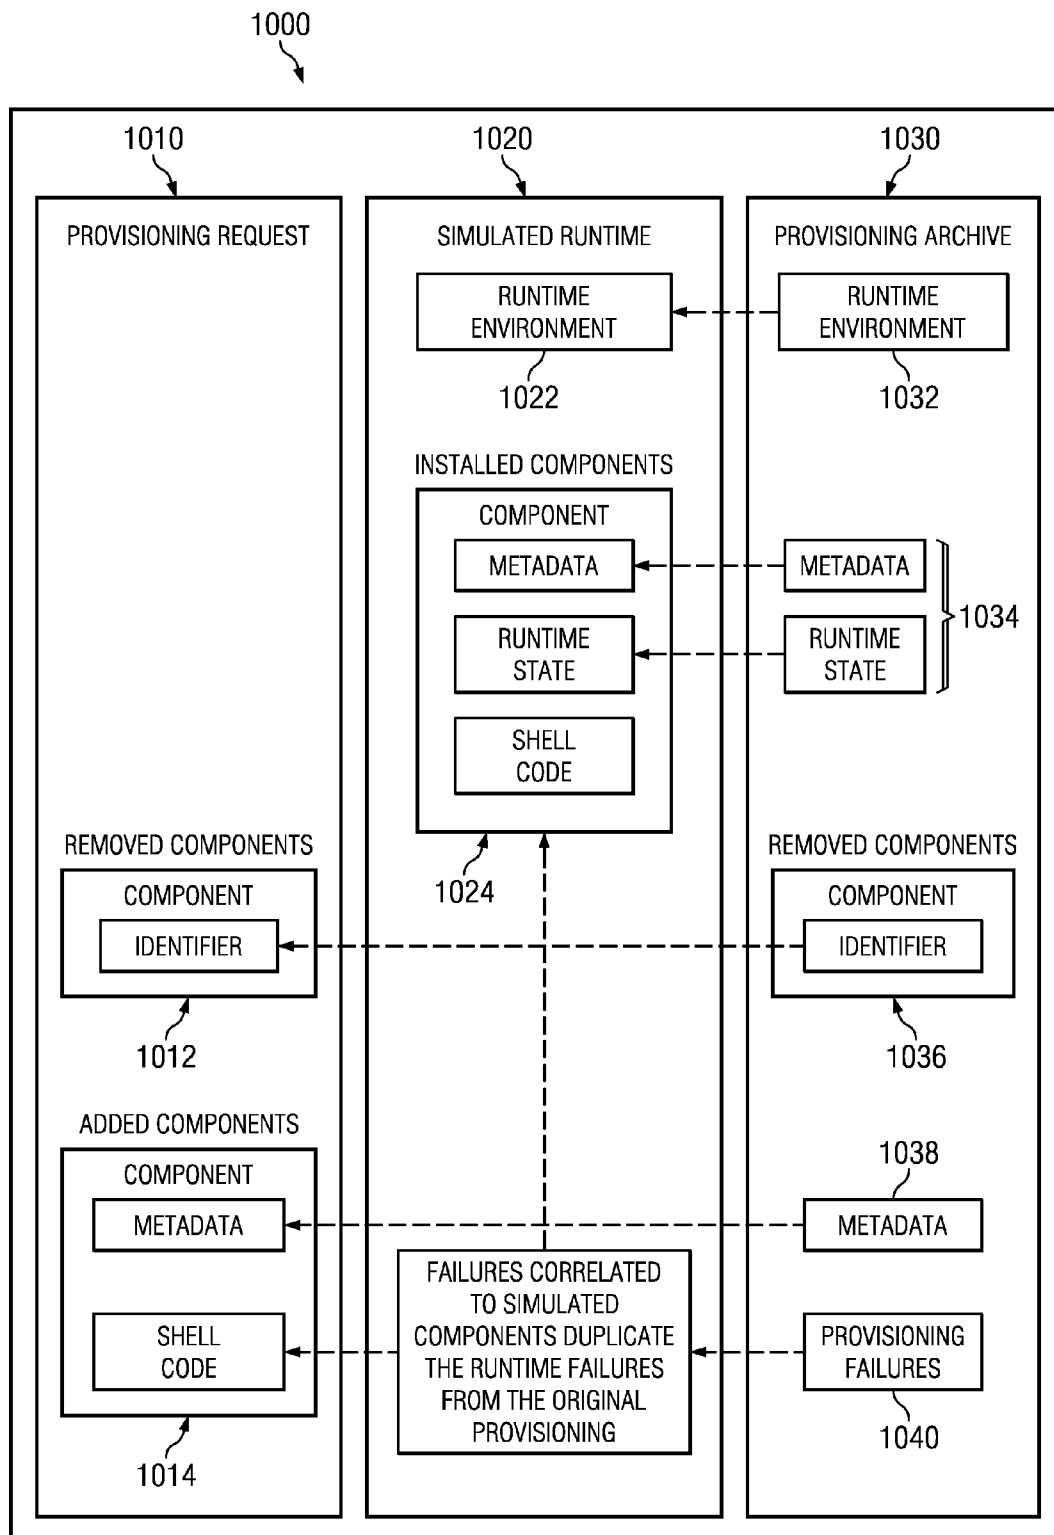 1000
1010
1020
1030
PROVISIONING REQUEST
SIMULATED RUNTIME
PROVISIONING ARCHIVE
RUNTIME
ENVIRONMENT
1022
RUNTIME
ENVIRONMENT
1032
INSTALLED COMPONENTS
COMPONENT
METADATA
RUNTIME
STATE
SHELL
CODE
1024
METADATA
RUNTIME
STATE
1034
REMOVED COMPONENTS
COMPONENT
IDENTIFIER
1012
REMOVED COMPONENTS
COMPONENT
IDENTIFIER
1036
ADDED COMPONENTS
COMPONENT
METADATA
SHELL
CODE
1014
FAILURES CORRELATED
TO SIMULATED
COMPONENTS DUPLICATE
THE RUNTIME FAILURES
FROM THE ORIGINAL
PROVISIONING
1038
METADATA
PROVISIONING
FAILURES
1040